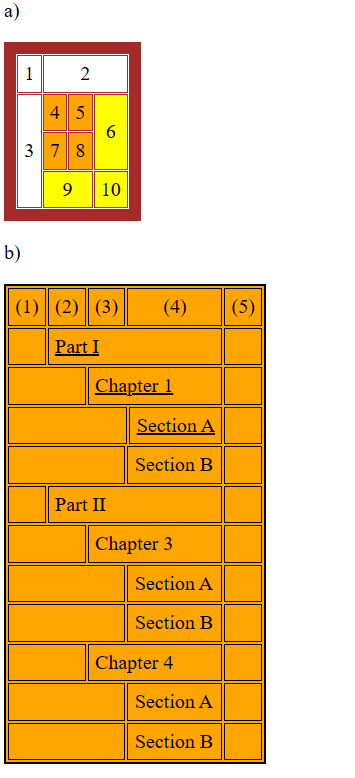 a)
1 2
4 5
6
3 7 8
9 10
b)
(1) (2) (3) (4) (5)
Part I
Chapter 1
Section A
Section B
Part II
Chapter 3
Section A
Section B
Chapter 4
Section A
Section B